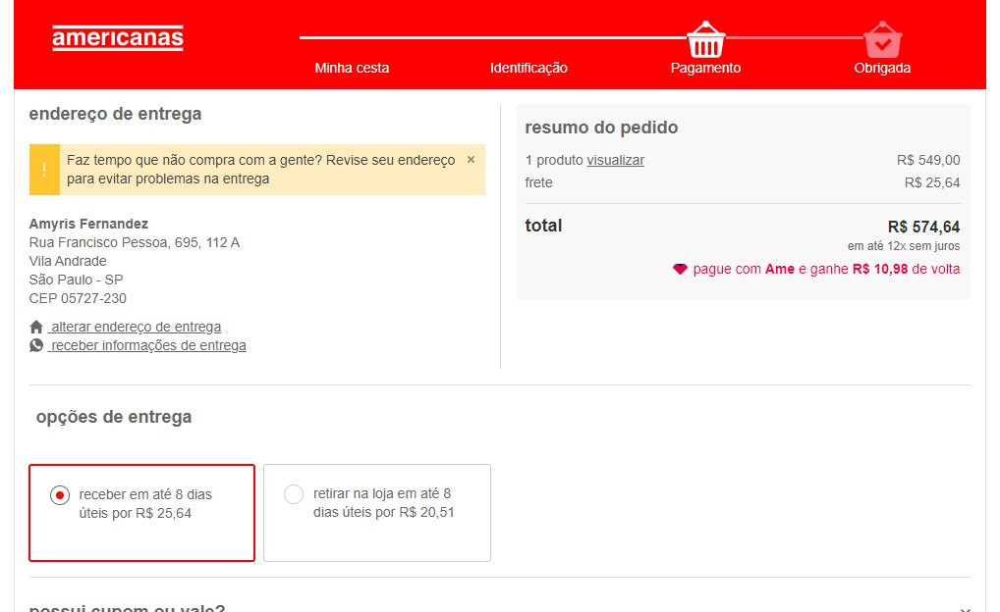 americanas
Minha cesta
Identificação
Pagamento
Obrigada
endereço de entrega
! Faz tempo que não compra com a gente? Revise seu endereço ×
para evitar problemas na entrega
Amyris Fernandez
Rua Francisco Pessoa, 695, 112 A
Vila Andrade
São Paulo - SP
CEP 05727-230
alterar endereço de entrega
receber informações de entrega
resumo do pedido
1 produto visualizar R$ 549,00
frete R$ 25,64
total R$ 574,64
em até 12x sem juros
pague com Ame e ganhe R$ 10,98 de volta
opções de entrega
receber em até 8 dias
úteis por R$ 25,64
retirar na loja em até 8
dias úteis por R$ 20,51
possui cupom ou vale?